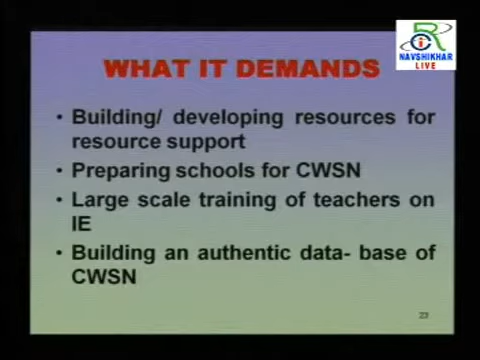 NAVSHIKHAR
LIVE
WHAT IT DEMANDS
• Building/ developing resources for
resource support
• Preparing schools for CWSN
• Large scale training of teachers on
IE
• Building an authentic data- base of
CWSN
23